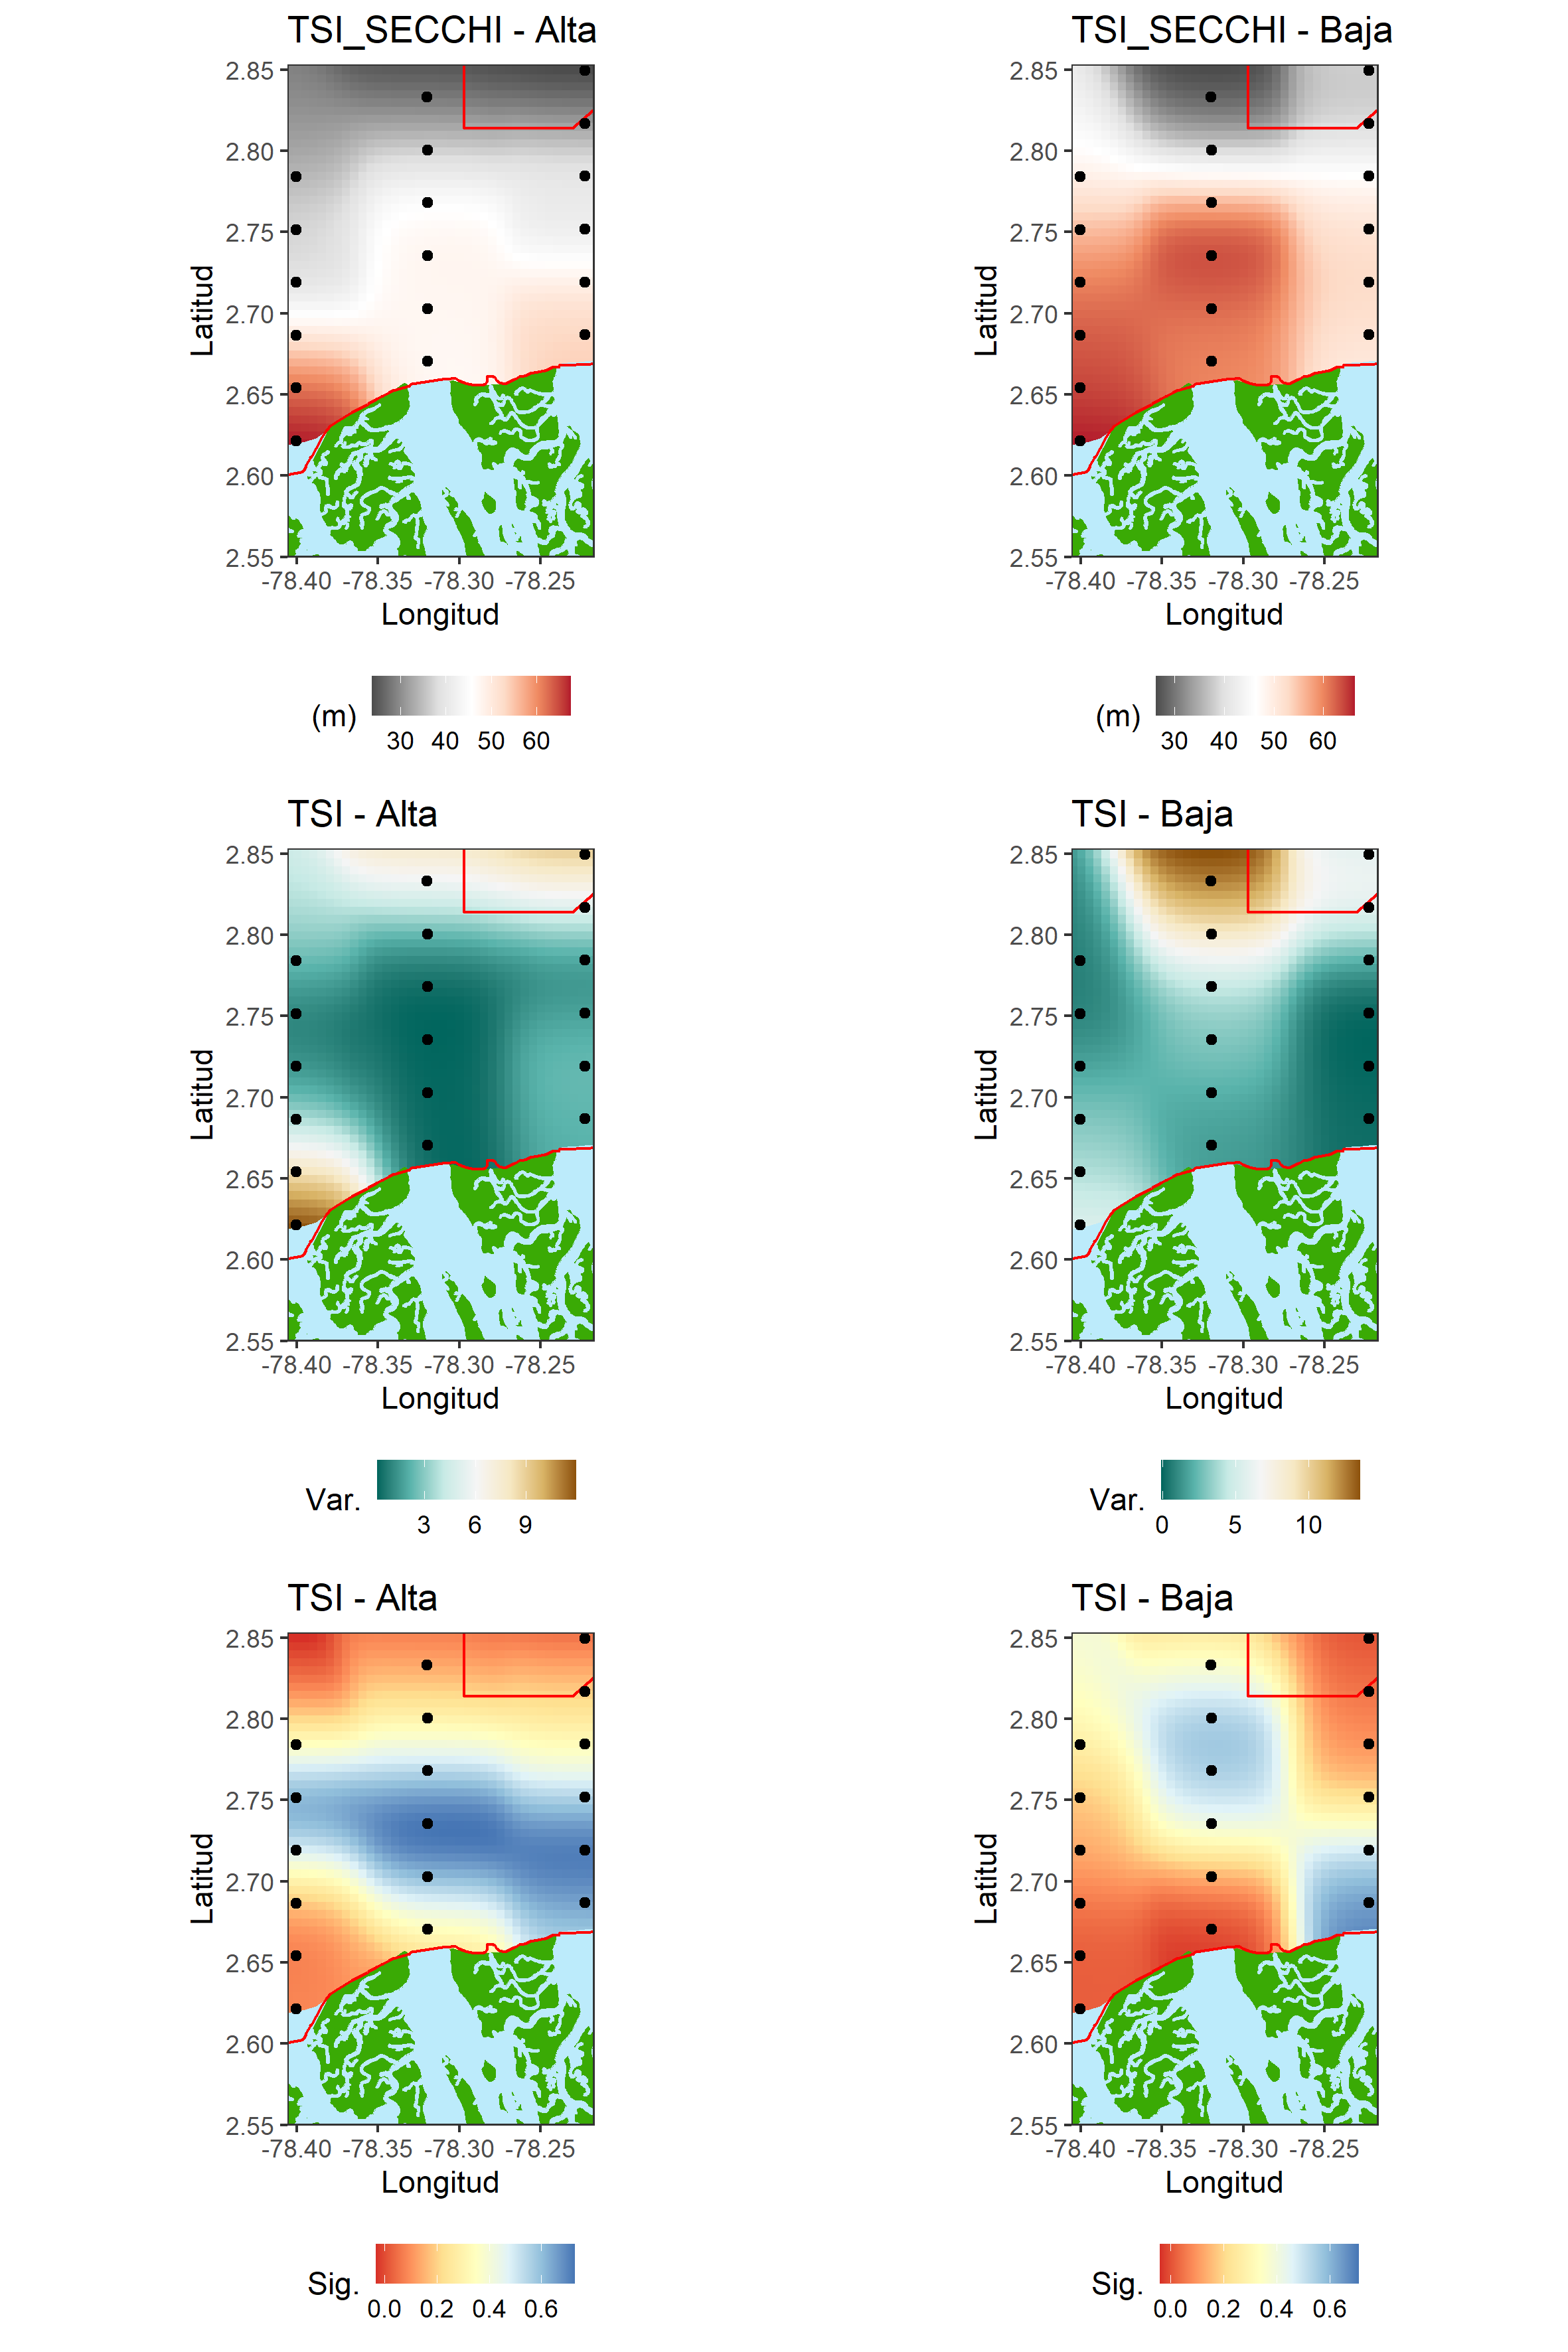 TSI_SECCHI - Alta
TSI_SECCHI - Baja
2.85
2.80
2.75
2.70
2.65
2.60
2.55
Latitud
-78.40 -78.35 -78.30 -78.25
Longitud
(m)
30 40 50 60
2.85
2.80
2.75
2.70
2.65
2.60
2.55
Latitud
-78.40 -78.35 -78.30 -78.25
Longitud
(m)
30 40 50 60
TSI - Alta
TSI - Baja
2.85
2.80
2.75
2.70
2.65
2.60
2.55
Latitud
-78.40 -78.35 -78.30 -78.25
Longitud
Var.
3 6 9
2.85
2.80
2.75
2.70
2.65
2.60
2.55
Latitud
-78.40 -78.35 -78.30 -78.25
Longitud
Var.
0 5 10
TSI - Alta
TSI - Baja
2.85
2.80
2.75
2.70
2.65
2.60
2.55
Latitud
-78.40 -78.35 -78.30 -78.25
Longitud
Sig.
0.0 0.2 0.4 0.6
2.85
2.80
2.75
2.70
2.65
2.60
2.55
Latitud
-78.40 -78.35 -78.30 -78.25
Longitud
Sig.
0.0 0.2 0.4 0.6